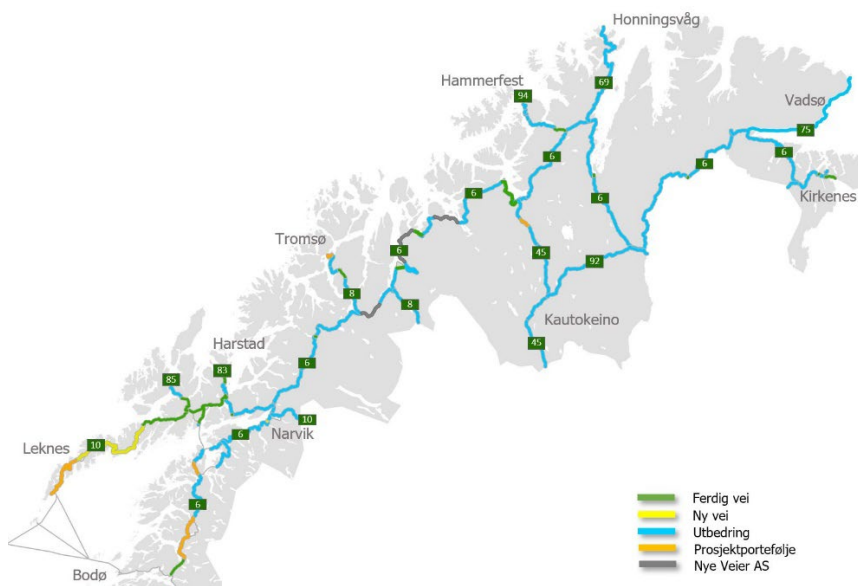 Honningsvåg
Hammerfest
69
94
Vadsø
75
6
6
6
6
Kirkenes
6
Tromsø
6
45
92
8
8
Kautokeino
Harstad
45
83
6
85
10
Narvik
6
Leknes
10
6
Bodø
Ferdig vei
Ny vei
Utbedring
Prosjektportefølje
Nye Veier AS